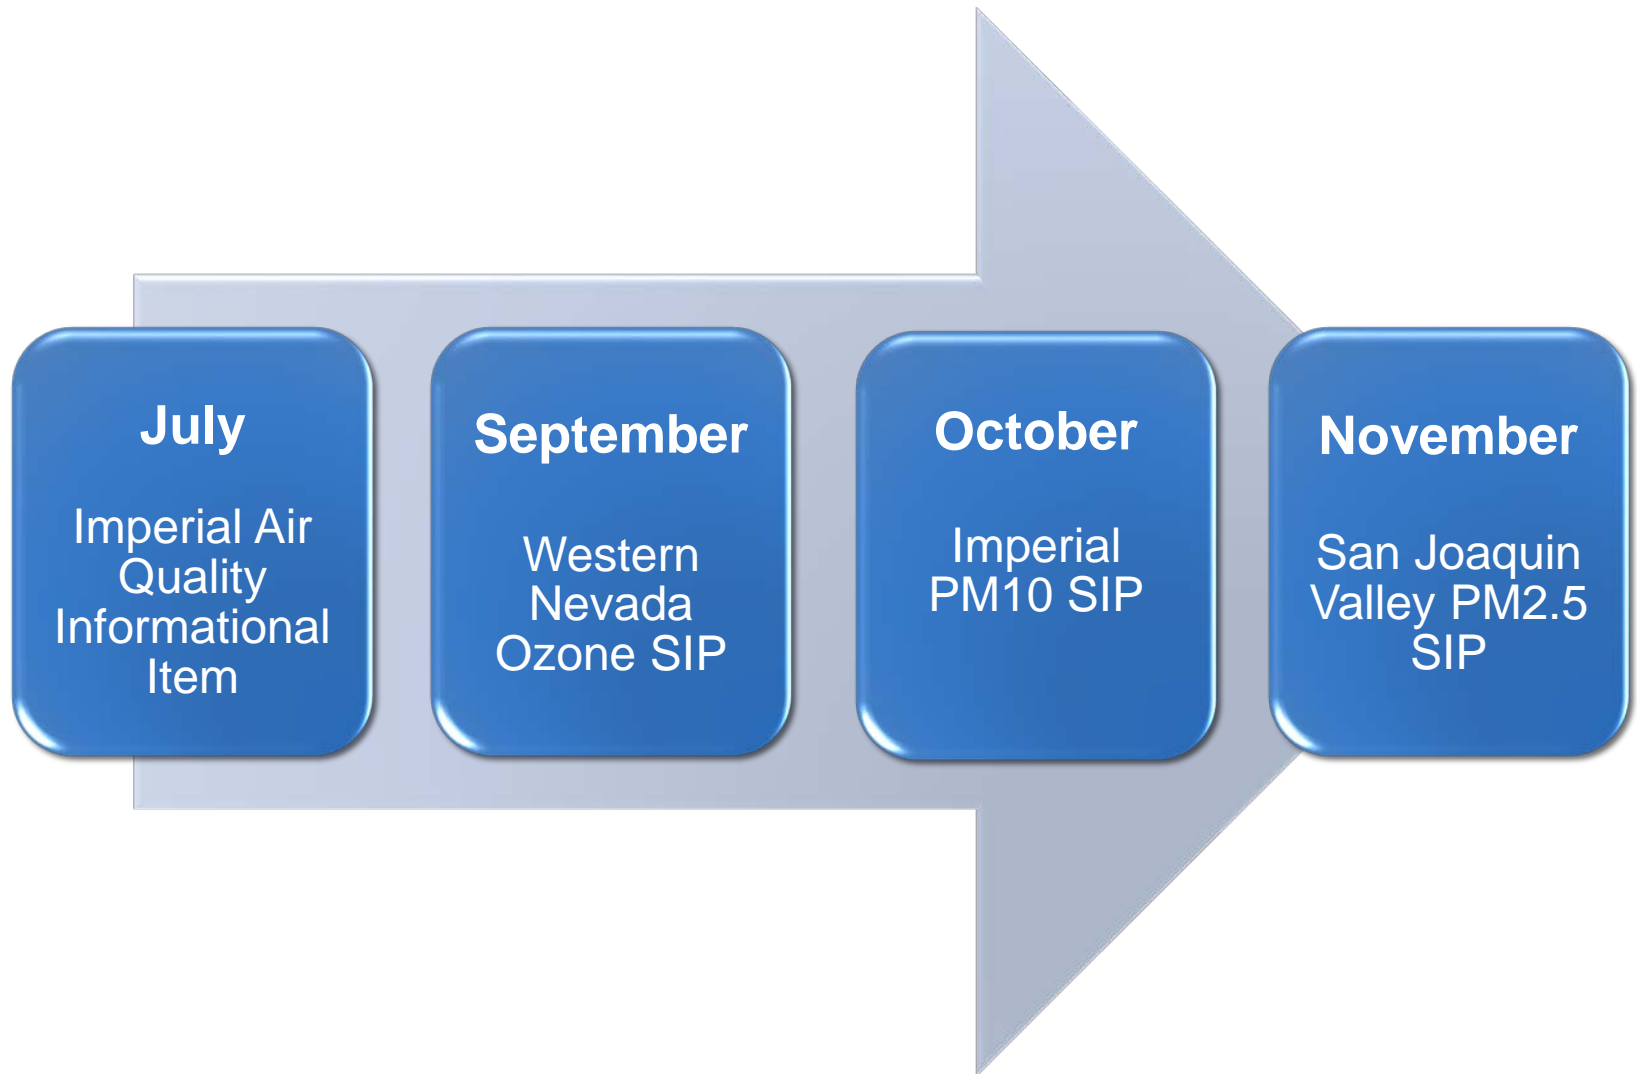 July
Imperial Air
Quality
Informational
Item
September
Western
Nevada
Ozone SIP
October
Imperial
PM10 SIP
November
San Joaquin
Valley PM2.5
SIP